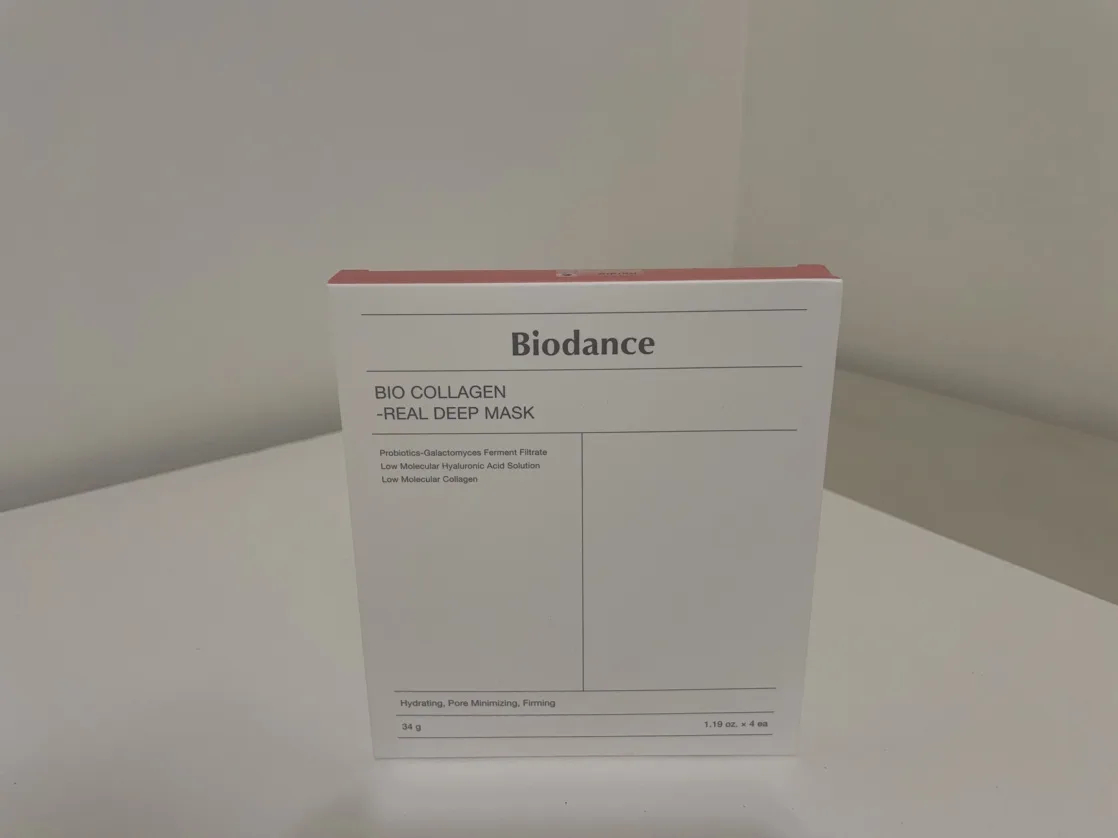 Biodance
BIO COLLAGEN
-REAL DEEP MASK
Probiotics-Galactomyces Ferment Filtrate
Low Molecular Hyaluronic Acid Solution
Low Molecular Collagen
Hydrating, Pore Minimizing, Firming
34 g
1.19 oz. × 4 ea